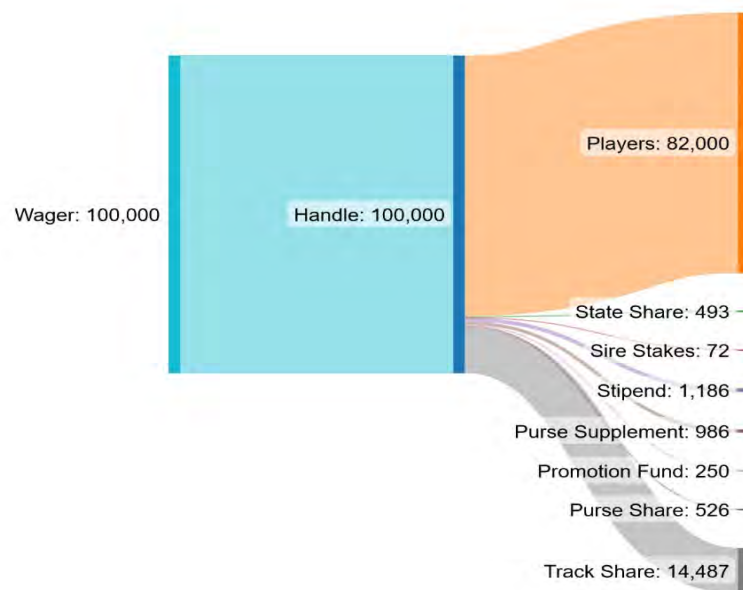 Wager: 100,000
Handle: 100,000
Players: 82,000
State Share: 493
Sire Stakes: 72
Stipend: 1,186
Purse Supplement: 986
Promotion Fund: 250
Purse Share: 526
Track Share: 14,487